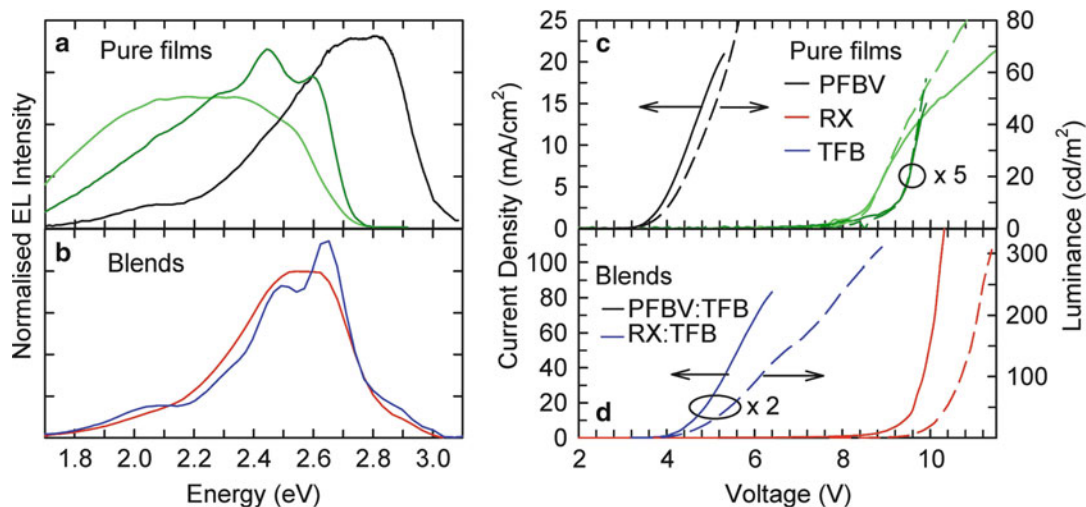 a
Pure films
b
Blends
Normalised EL Intensity
1.8 2.0 2.2 2.4 2.6 2.8 3.0
Energy (eV)
c
Pure films
PFBV
RX
TFB
x 5
25
20
15
10
5
0
80
60
40
20
0
Current Density (mA/cm²)
Luminance (cd/m²)
Blends
PFBV:TFB
RX:TFB
x 2
d
100
80
60
40
20
0
300
200
100
2 4 6 8 10
Voltage (V)